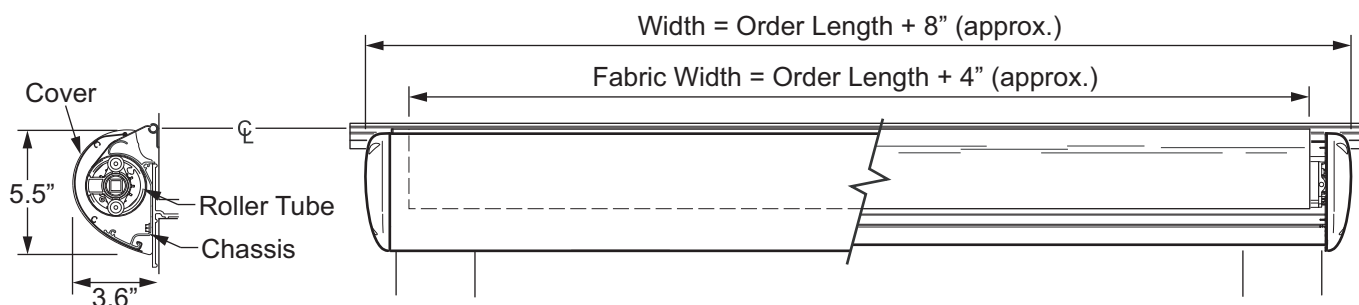 Width = Order Length + 8” (approx.)
Fabric Width = Order Length + 4” (approx.)
Cover
℄
5.5”
Roller Tube
Chassis
3.6”